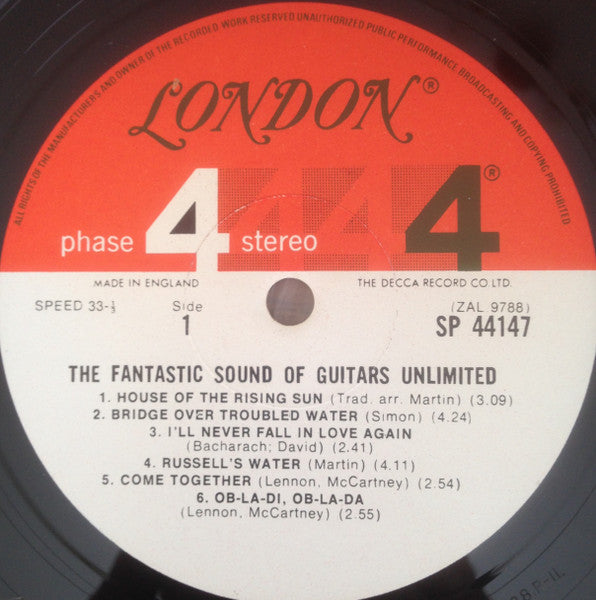 ALL RIGHTS OF THE MANUFACTURERS AND OWNER OF THE RECORDED WORK RESERVED UNAUTHORIZED PUBLIC PERFORMANCE BROADCASTING AND COPYING PROHIBITED
LONDON®
phase 4 stereo 4 4 4®
MADE IN ENGLAND THE DECCA RECORD CO LTD.
SPEED 33-⅓ Side (ZAL 9788)
1 SP 44147
THE FANTASTIC SOUND OF GUITARS UNLIMITED
1. HOUSE OF THE RISING SUN (Trad. arr. Martin) (3.09)
2. BRIDGE OVER TROUBLED WATER (Simon) (4.24)
3. I'LL NEVER FALL IN LOVE AGAIN
(Bacharach; David) (2.41)
4. RUSSELL'S WATER (Martin) (4.11)
5. COME TOGETHER (Lennon, McCartney) (2.54)
6. OB-LA-DI, OB-LA-DA
(Lennon, McCartney) (2.55)